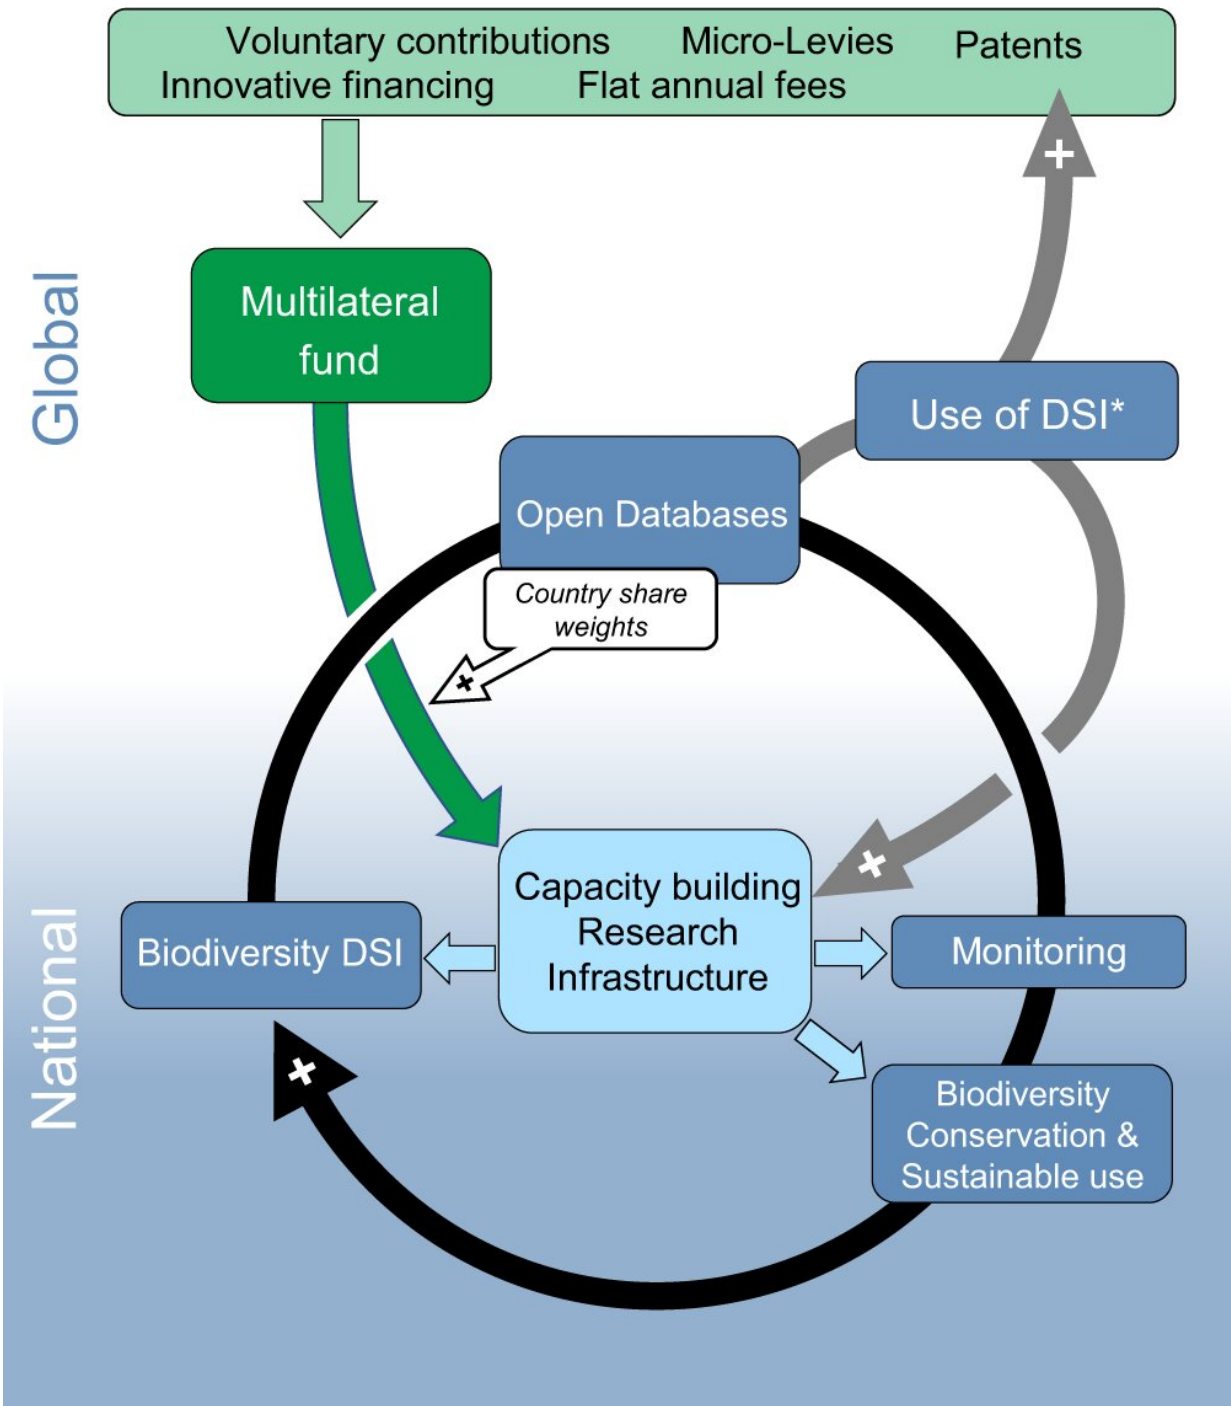 Voluntary contributions
Micro-Levies
Patents
Innovative financing
Flat annual fees
Global
Multilateral
fund
Use of DSI*
Open Databases
Country share
weights
+
+
+
+
National
Capacity building
Research
Infrastructure
Biodiversity DSI
Monitoring
Biodiversity
Conservation &
Sustainable use